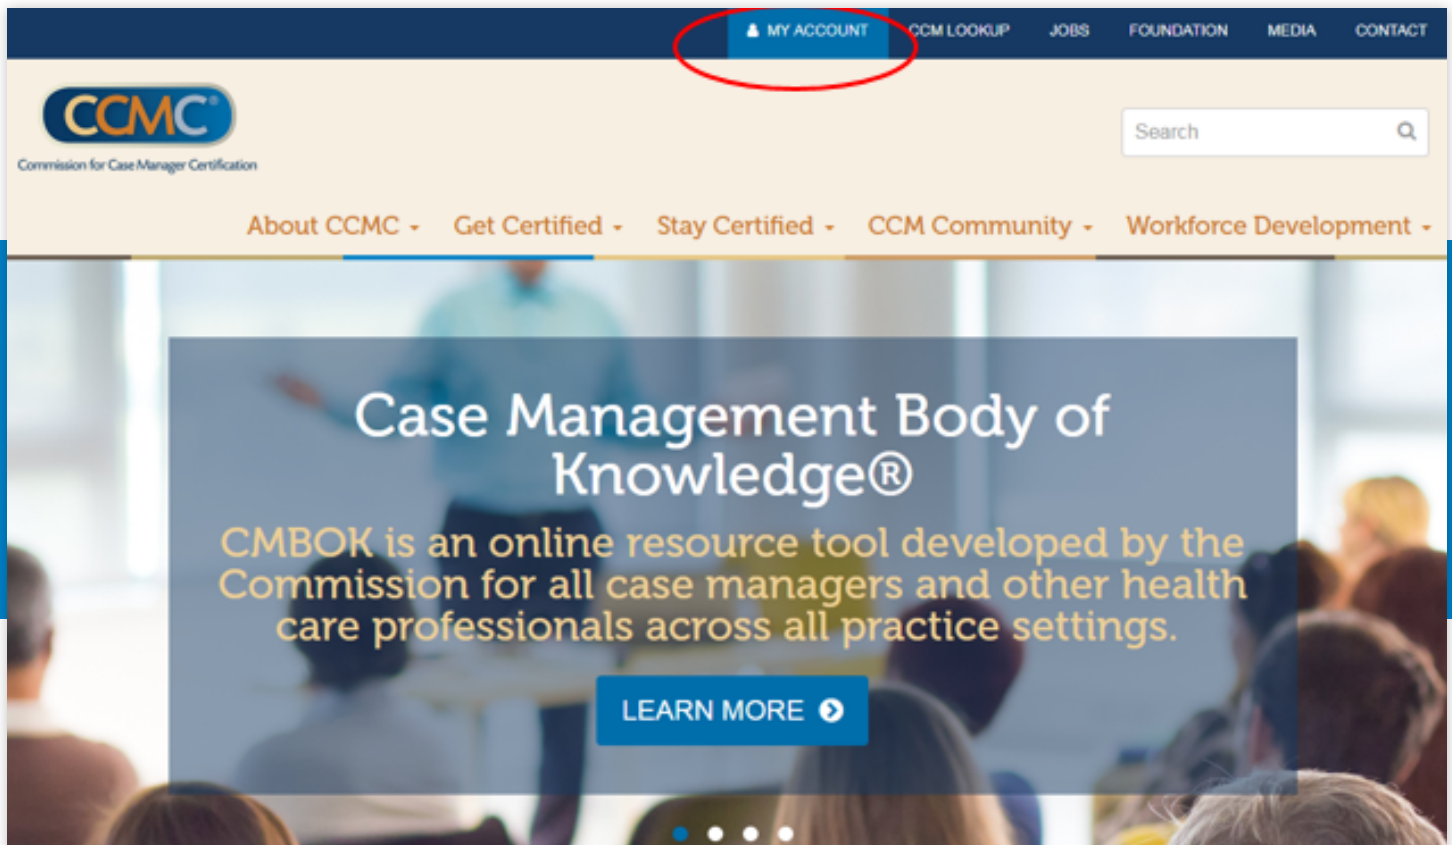 MY ACCOUNT CCM LOOKUP JOBS FOUNDATION MEDIA CONTACT
CCMC®
Commission for Case Manager Certification
Search
About CCMC Get Certified Stay Certified CCM Community Workforce Development
Case Management Body of
Knowledge®
CMBOK is an online resource tool developed by the
Commission for all case managers and other health
care professionals across all practice settings.
LEARN MORE